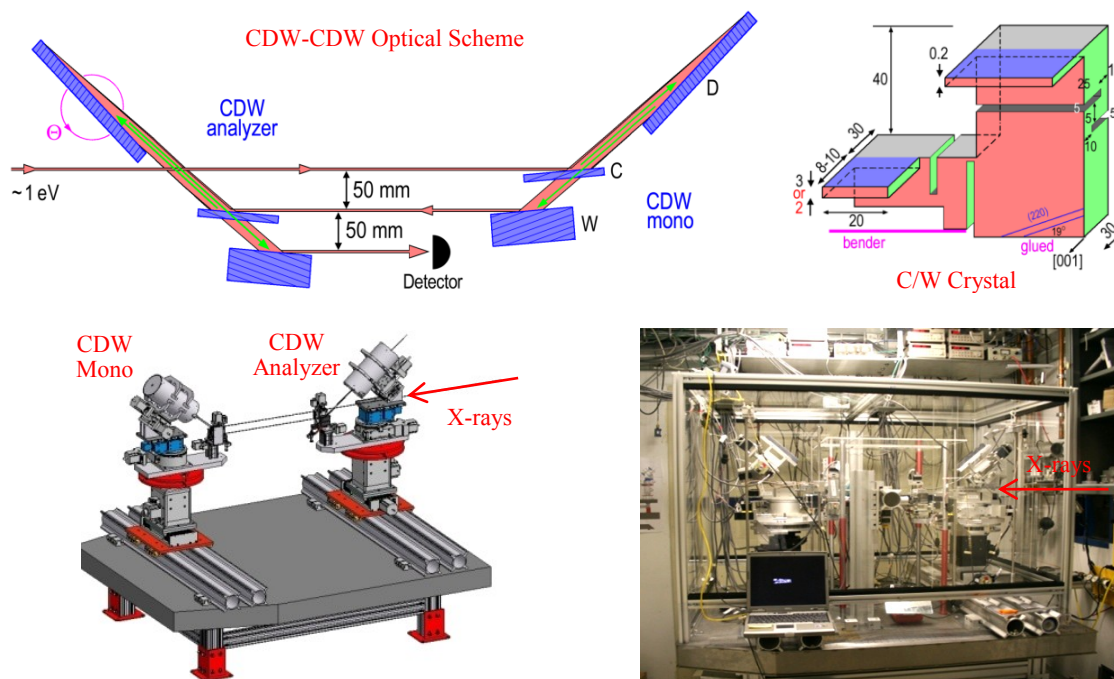 CDW-CDW Optical Scheme
Θ
CDW
analyzer
D
~1 eV
50 mm
C
50 mm
W
CDW
mono
Detector
40
0.2
1
25
5
5
5
10
30
8-10
3
or
2
20
(220)
19°
bender
glued
[001]
30
C/W Crystal
CDW
Mono
CDW
Analyzer
X-rays
X-rays